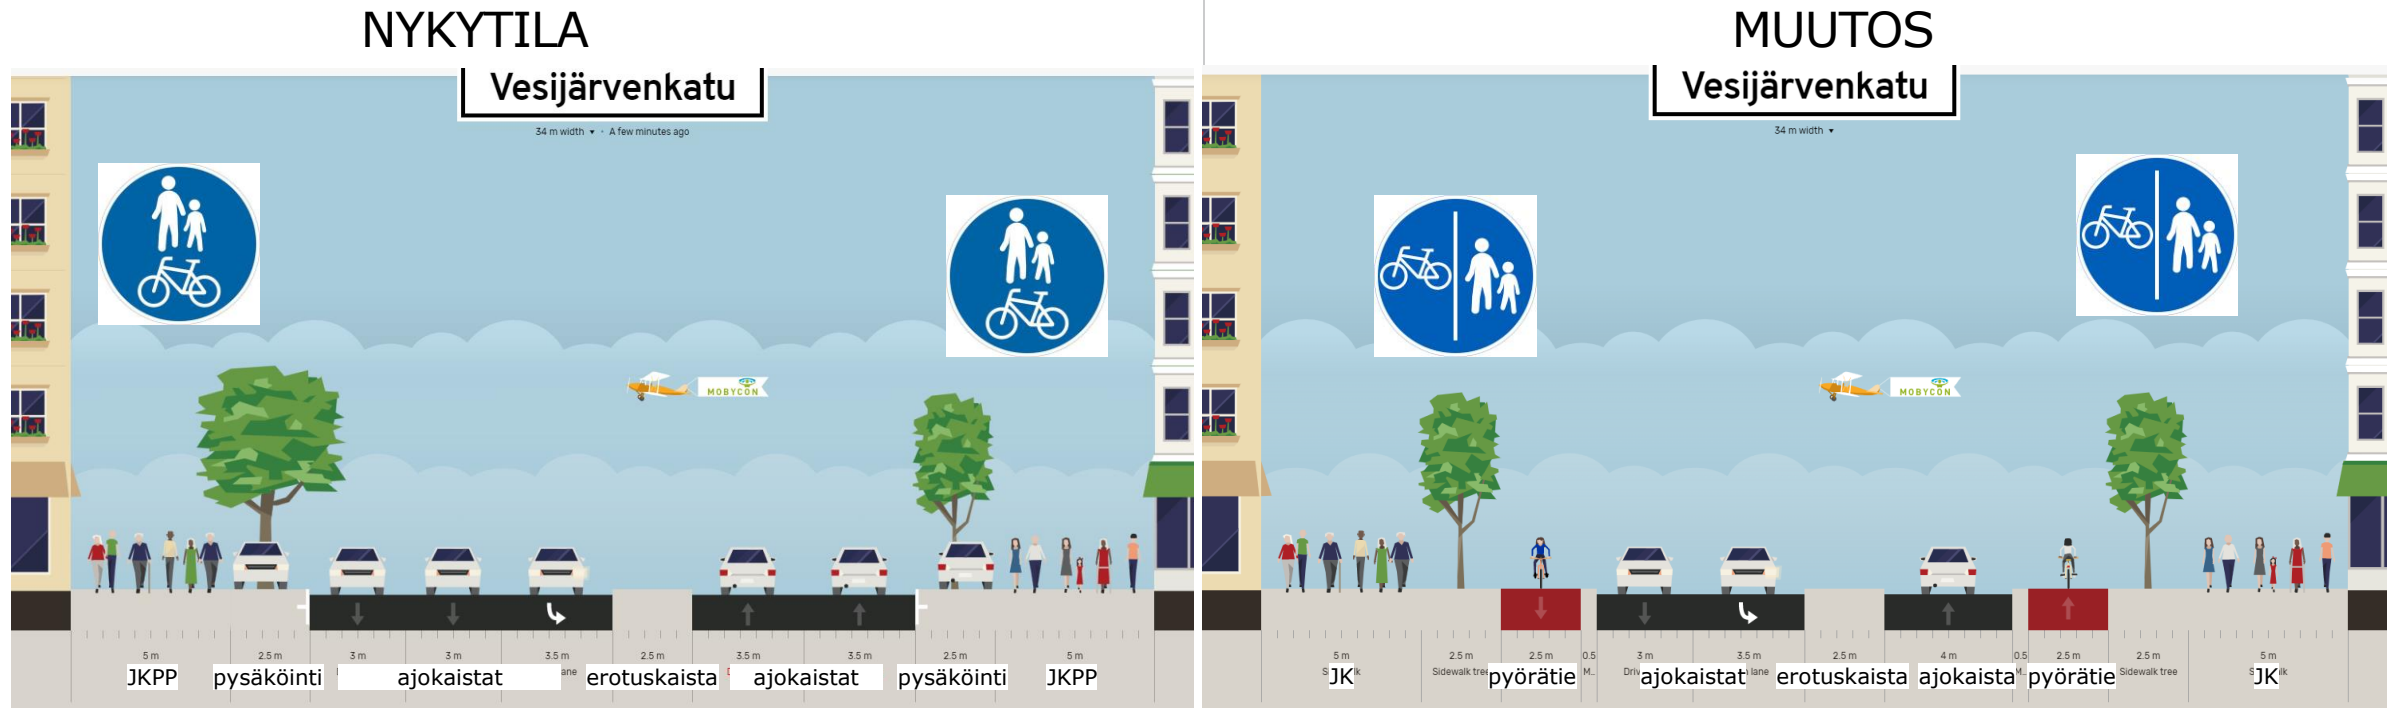 NYKYTILA
Vesijärvenkatu
34 m width ▾ · A few minutes ago
MOBYCON
5 m
2.5 m
3 m
3 m
3.5 m
2.5 m
3.5 m
3.5 m
2.5 m
5 m
JKPP
pysäköinti
ajokaistat
ane
erotuskaista
ajokaistat
pysäköinti
JKPP
MUUTOS
Vesijärvenkatu
34 m width ▾
MOBYCON
5 m
2.5 m
2.5 m
0.5
3 m
3.5 m
2.5 m
4 m
0.5
2.5 m
2.5 m
5 m
JK
Sidewalk tree
pyörätie
M...
ajokaistat
lane
erotuskaista
ajokaista
pyörätie
Sidewalk tree
JK